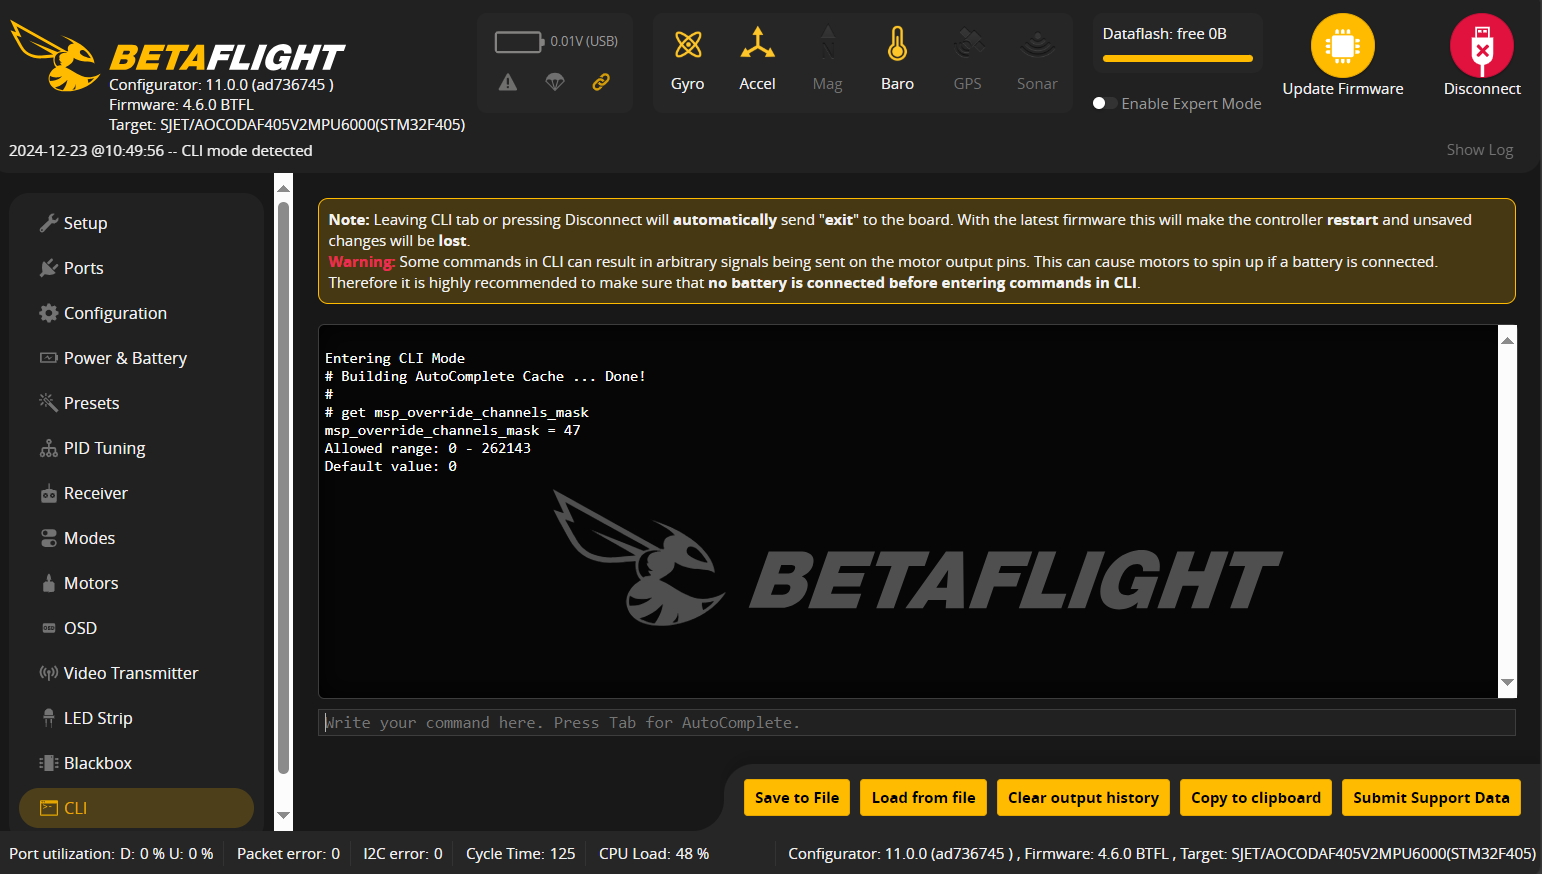 BETAFLIGHT
Configurator: 11.0.0 (ad736745 )
Firmware: 4.6.0 BTFL
Target: SJET/AOCODAF405V2MPU6000(STM32F405)
2024-12-23 @10:49:56 -- CLI mode detected
0.01V (USB)
Gyro
Accel
Mag
Baro
GPS
Sonar
Dataflash: free 0B
Enable Expert Mode
Update Firmware
Disconnect
Show Log
Setup
Ports
Configuration
Power & Battery
Presets
PID Tuning
Receiver
Modes
Motors
OSD
Video Transmitter
LED Strip
Blackbox
CLI
Note: Leaving CLI tab or pressing Disconnect will automatically send "exit" to the board. With the latest firmware this will make the controller restart and unsaved
changes will be lost.
Warning: Some commands in CLI can result in arbitrary signals being sent on the motor output pins. This can cause motors to spin up if a battery is connected.
Therefore it is highly recommended to make sure that no battery is connected before entering commands in CLI.
Entering CLI Mode
# Building AutoComplete Cache ... Done!
#
# get msp_override_channels_mask
msp_override_channels_mask = 47
Allowed range: 0 - 262143
Default value: 0
BETAFLIGHT
Write your command here. Press Tab for AutoComplete.
Save to File
Load from file
Clear output history
Copy to clipboard
Submit Support Data
Port utilization: D: 0 % U: 0 %
Packet error: 0
I2C error: 0
Cycle Time: 125
CPU Load: 48 %
Configurator: 11.0.0 (ad736745 ) , Firmware: 4.6.0 BTFL , Target: SJET/AOCODAF405V2MPU6000(STM32F405)